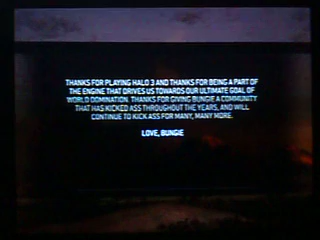 THANKS FOR PLAYING HALO 3 AND THANKS FOR BEING A PART OF
THE ENGINE THAT DRIVES US TOWARDS OUR ULTIMATE GOAL OF
WORLD DOMINATION. THANKS FOR GIVING BUNGIE A COMMUNITY
THAT HAS KICKED ASS THROUGHOUT THE YEARS, AND WILL
CONTINUE TO KICK ASS FOR MANY, MANY MORE.
LOVE, BUNGIE